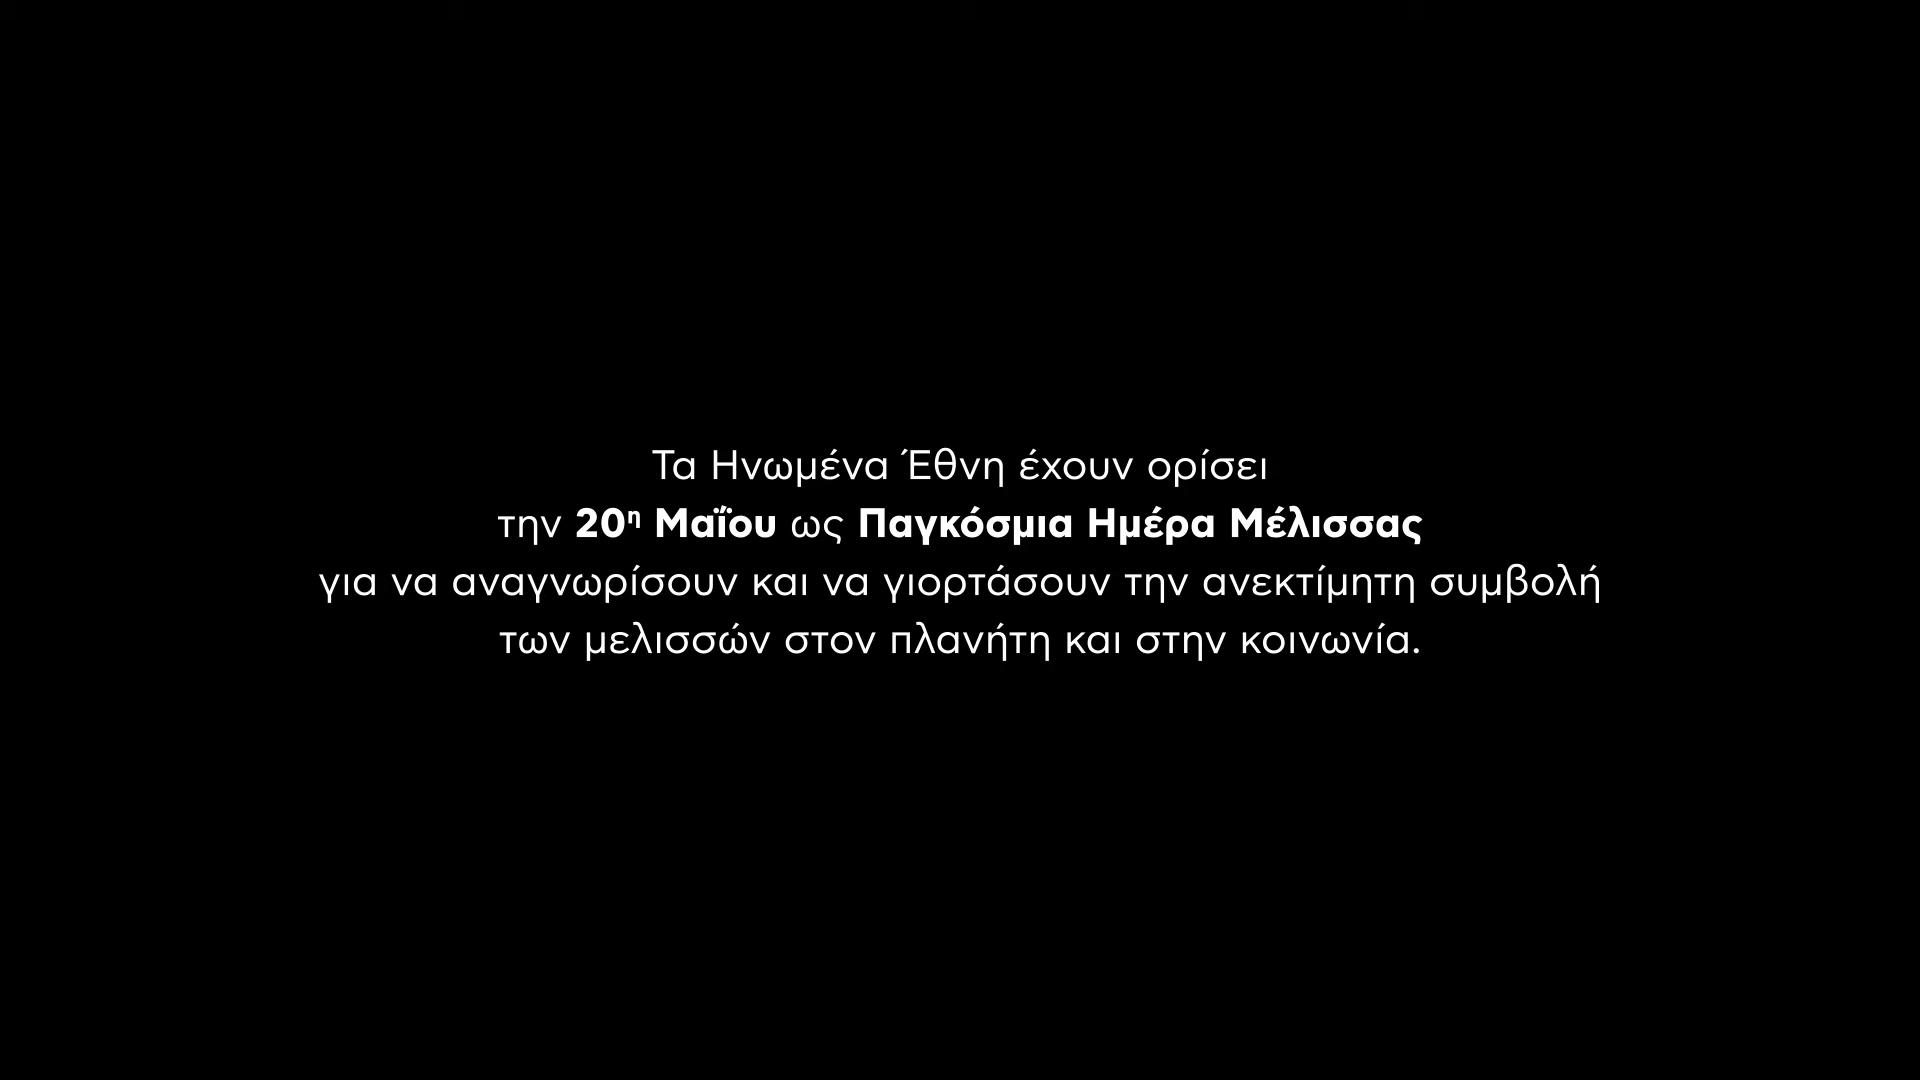 Τα Ηνωμένα Έθνη έχουν ορίσει
την 20η Μαΐου ως Παγκόσμια Ημέρα Μέλισσας
για να αναγνωρίσουν και να γιορτάσουν την ανεκτίμητη συμβολή
των μελισσών στον πλανήτη και στην κοινωνία.